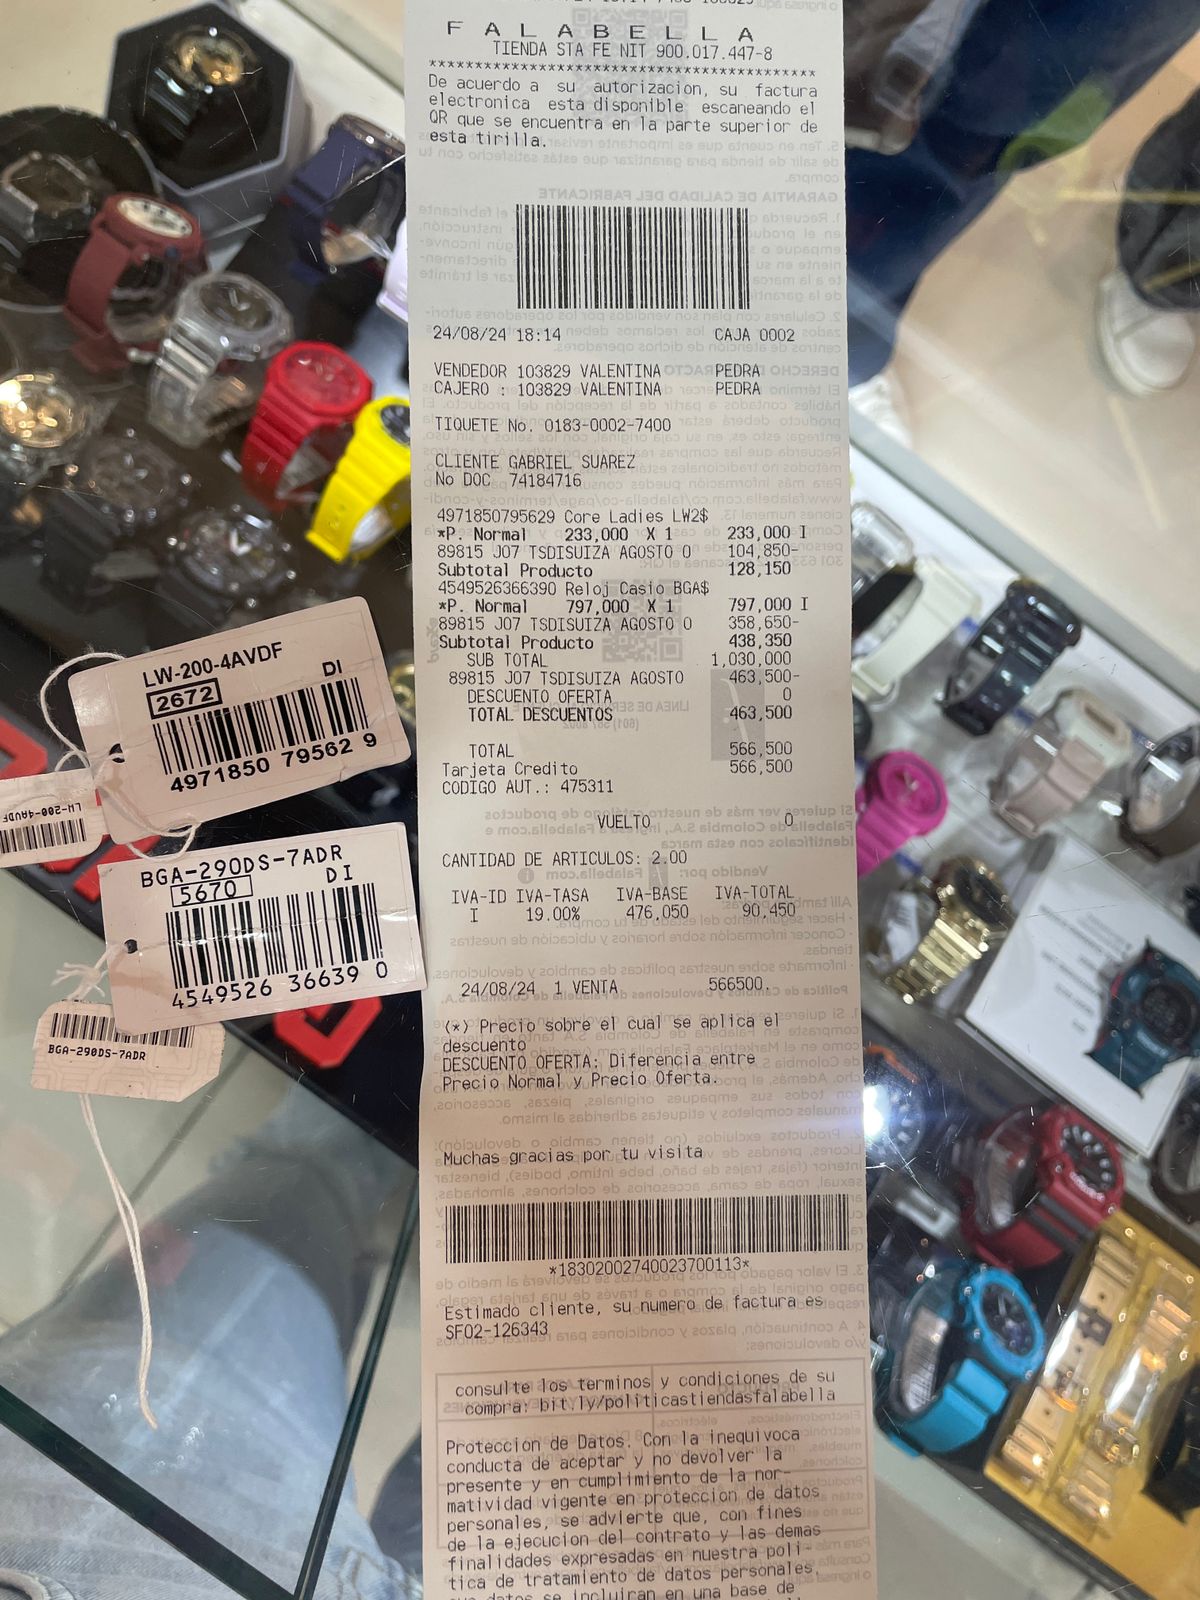 F A L A B E L L A
TIENDA STA FE NIT 900.017.447-8
******************************************
De acuerdo a su autorizacion, su factura
electronica esta disponible escaneando el
QR que se encuentra en la parte superior de
esta tirilla.
24/08/24 18:14 CAJA 0002
VENDEDOR 103829 VALENTINA PEDRA
CAJERO : 103829 VALENTINA PEDRA
TIQUETE No. 0183-0002-7400
CLIENTE GABRIEL SUAREZ
No DOC 74184716
4971850795629 Core Ladies LW2$
*P. Normal 233,000 X 1 233,000 I
89815 J07 TSDISUIZA AGOSTO 0 104,850-
Subtotal Producto 128,150
4549526366390 Reloj Casio BGA$
*P. Normal 797,000 X 1 797,000 I
89815 J07 TSDISUIZA AGOSTO 0 358,650-
Subtotal Producto 438,350
SUB TOTAL 1,030,000
89815 J07 TSDISUIZA AGOSTO 463,500-
DESCUENTO OFERTA 0
TOTAL DESCUENTOS 463,500
TOTAL 566,500
Tarjeta Credito 566,500
CODIGO AUT.: 475311
VUELTO 0
CANTIDAD DE ARTICULOS: 2.00
IVA-ID IVA-TASA IVA-BASE IVA-TOTAL
I 19.00% 476,050 90,450
24/08/24 1 VENTA 566500.
(*) Precio sobre el cual se aplica el
descuento
DESCUENTO OFERTA: Diferencia entre
Precio Normal y Precio Oferta.
Muchas gracias por tu visita
*18302002740023700113*
Estimado cliente, su numero de factura es
SF02-126343
consulte los terminos y condiciones de su
compra: bit.ly/politicastiendasfalabella
Proteccion de Datos. Con la inequivoca
conducta de aceptar y no devolver la
presente y en cumplimiento de la nor-
matividad vigente en proteccion de datos
personales, se advierte que, con fines
de la ejecucion del contrato y las demas
finalidades expresadas en nuestra poli-
tica de tratamiento de datos personales,
sus datos se incluiran en una base de
LW-200-4AVDF
2672 DI
4971850 79562 9
LW-200-4AVDF
BGA-290DS-7ADR
5670 DI
4549526 36639 0
BGA-290DS-7ADR